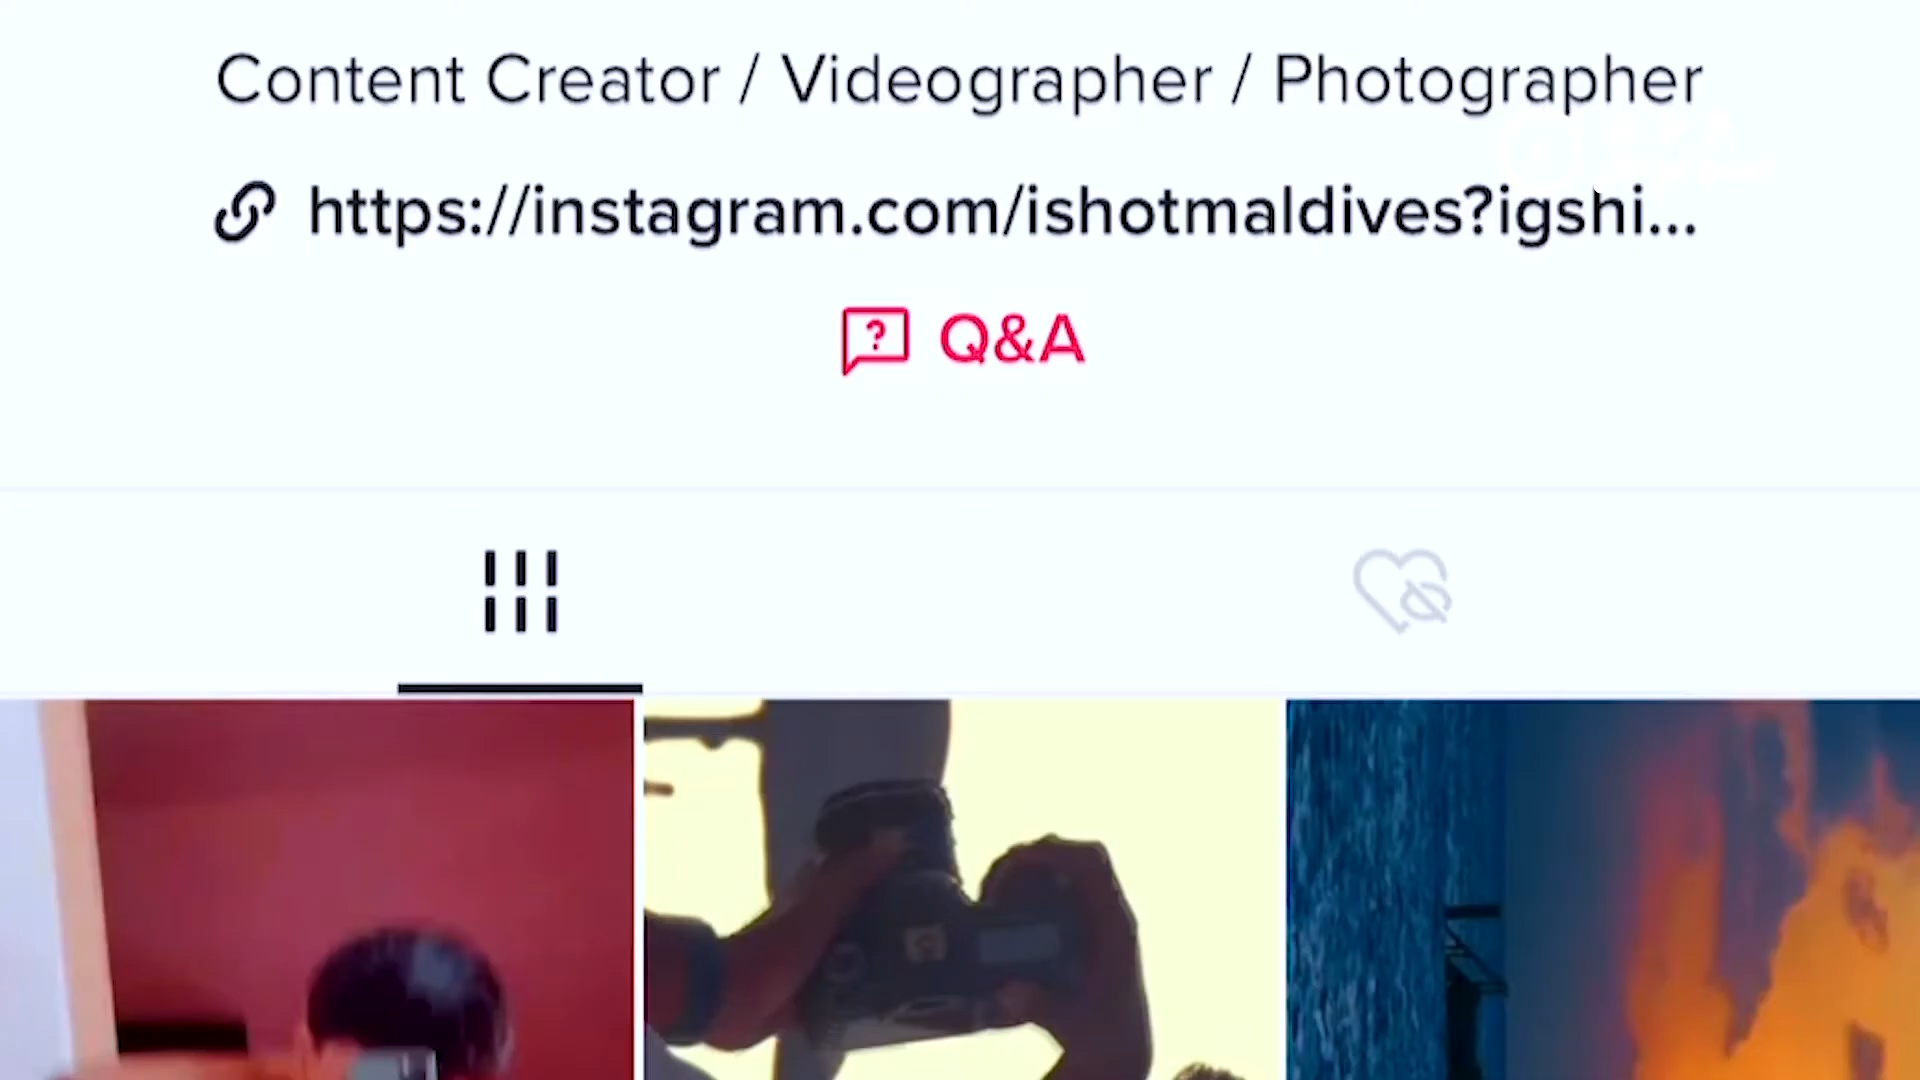 Content Creator / Videographer / Photographer
https://instagram.com/ishotmaldives?igshi...
Q&A